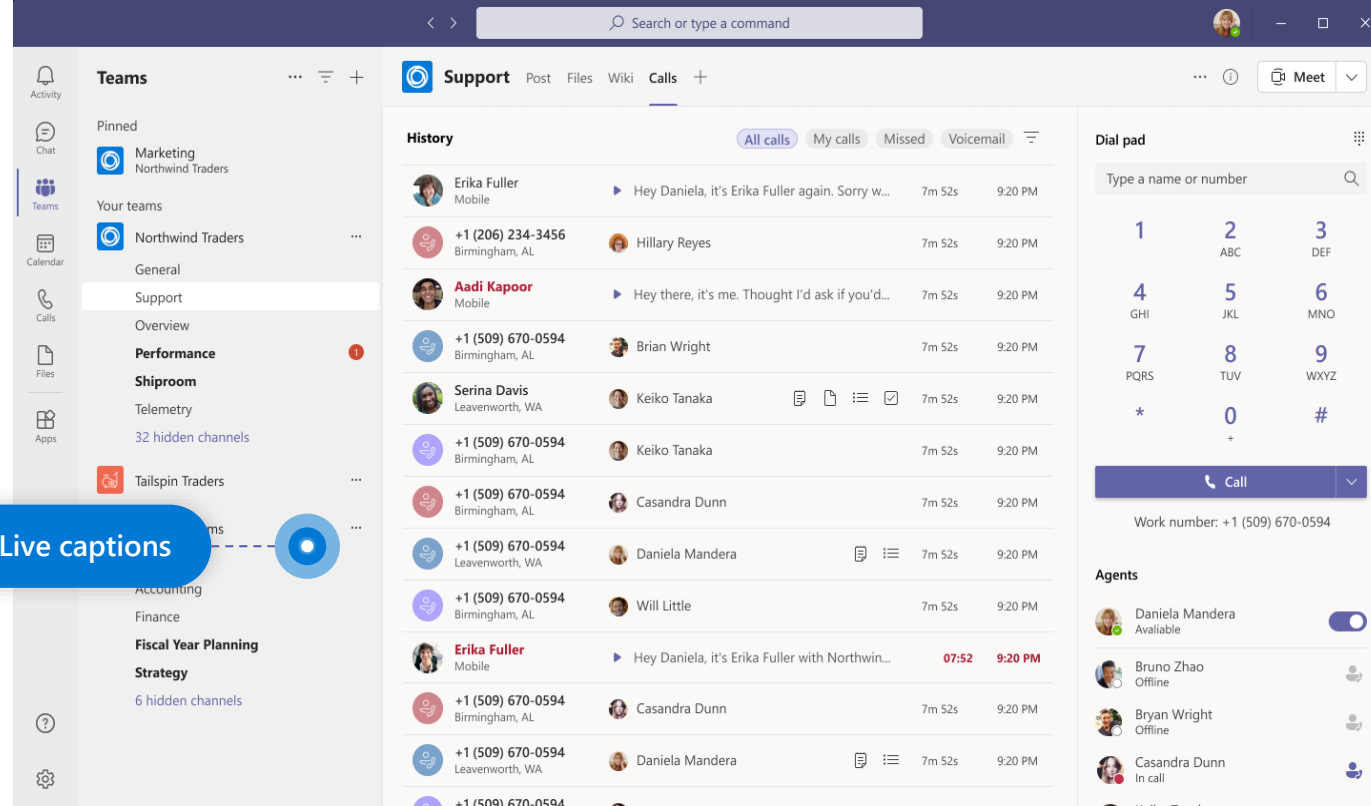 Search or type a command
Activity
Chat
Teams
Calendar
Calls
Files
Apps
Teams
Pinned
Marketing
Northwind Traders
Your teams
Northwind Traders
General
Support
Overview
Performance 1
Shiproom
Telemetry
32 hidden channels
Tailspin Traders
ms
Live captions
Accounting
Finance
Fiscal Year Planning
Strategy
6 hidden channels
Support Post Files Wiki Calls
Meet
History
All calls My calls Missed Voicemail
Erika Fuller
Mobile
Hey Daniela, it's Erika Fuller again. Sorry w... 7m 52s 9:20 PM
+1 (206) 234-3456
Birmingham, AL
Hillary Reyes 7m 52s 9:20 PM
Aadi Kapoor
Mobile
Hey there, it's me. Thought I'd ask if you'd... 7m 52s 9:20 PM
+1 (509) 670-0594
Birmingham, AL
Brian Wright 7m 52s 9:20 PM
Serina Davis
Leavenworth, WA
Keiko Tanaka 7m 52s 9:20 PM
+1 (509) 670-0594
Birmingham, AL
Keiko Tanaka 7m 52s 9:20 PM
+1 (509) 670-0594
Birmingham, AL
Casandra Dunn 7m 52s 9:20 PM
+1 (509) 670-0594
Leavenworth, WA
Daniela Mandera 7m 52s 9:20 PM
+1 (509) 670-0594
Birmingham, AL
Will Little 7m 52s 9:20 PM
Erika Fuller
Mobile
Hey Daniela, it's Erika Fuller with Northwin... 07:52 9:20 PM
+1 (509) 670-0594
Birmingham, AL
Casandra Dunn 7m 52s 9:20 PM
+1 (509) 670-0594
Leavenworth, WA
Daniela Mandera 7m 52s 9:20 PM
+1 (509) 670-0594
Dial pad
Type a name or number
1 2 3
ABC DEF
4 5 6
GHI JKL MNO
7 8 9
PQRS TUV WXYZ
* 0 #
+
Call
Work number: +1 (509) 670-0594
Agents
Daniela Mandera
Avaliable
Bruno Zhao
Offline
Bryan Wright
Offline
Casandra Dunn
In call